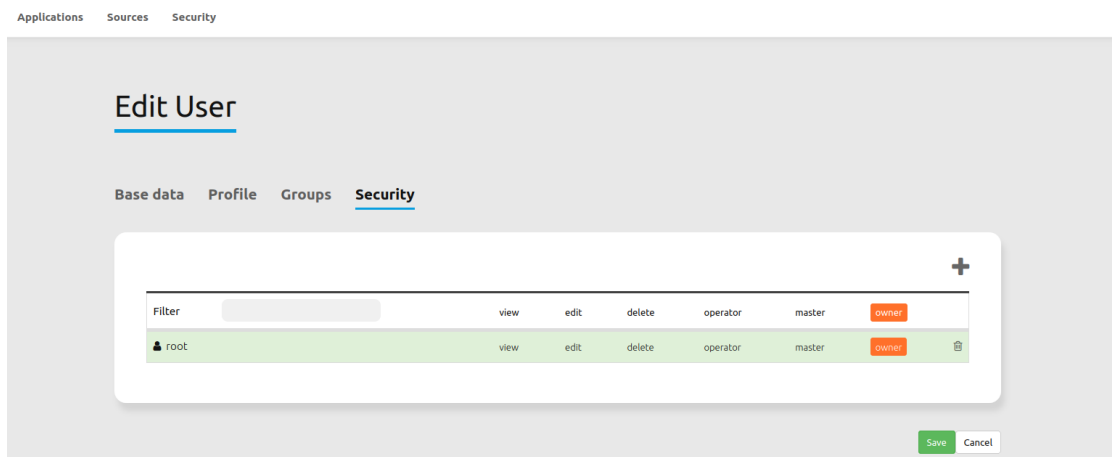 Applications Sources Security
Edit User
Base data Profile Groups Security
Filter view edit delete operator master owner
root view edit delete operator master owner
Save Cancel